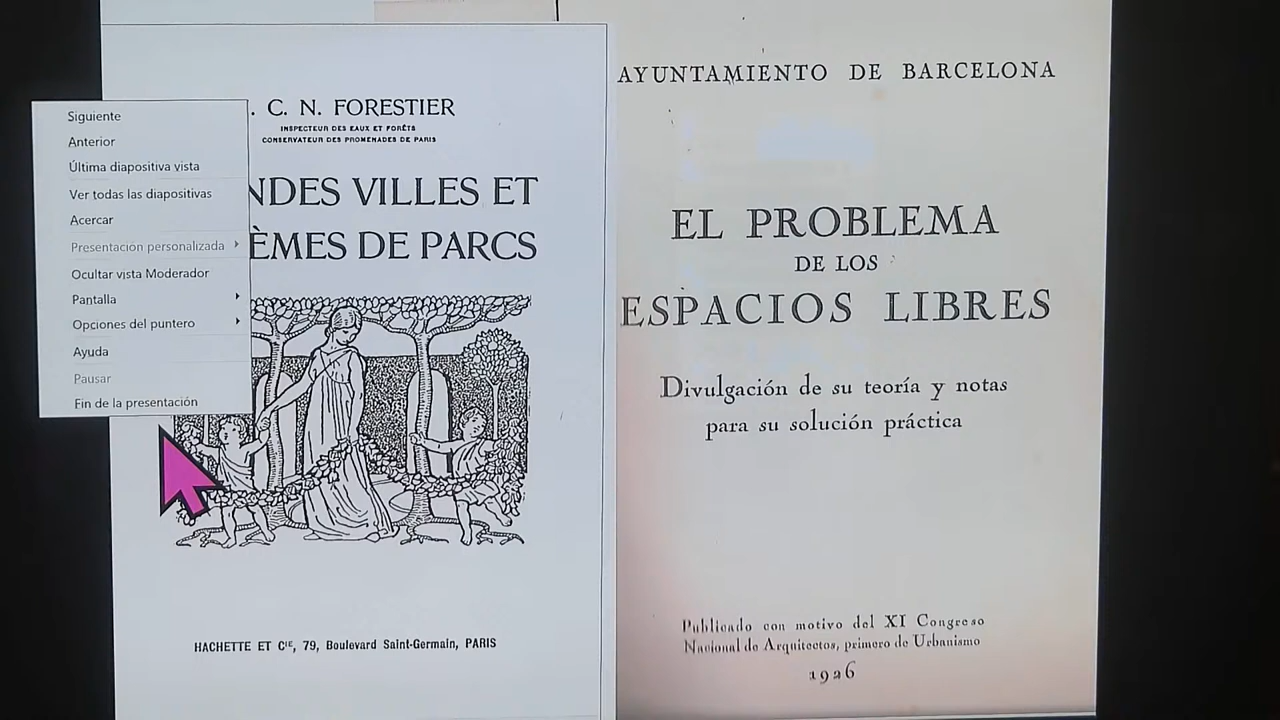 Siguiente
Anterior
Última diapositiva vista
Ver todas las diapositivas
Acercar
Presentación personalizada
Ocultar vista Moderador
Pantalla
Opciones del puntero
Ayuda
Pausar
Fin de la presentación
. C. N. FORESTIER
INSPECTEUR DES EAUX ET FORÊTS
CONSERVATEUR DES PROMENADES DE PARIS
NDES VILLES ET
ÈMES DE PARCS
HACHETTE ET Cie, 79, Boulevard Saint-Germain, PARIS
AYUNTAMIENTO DE BARCELONA
EL PROBLEMA
DE LOS
ESPACIOS LIBRES
Divulgación de su teoría y notas
para su solución práctica
Publicado con motivo del XI Congreso
Nacional de Arquitectos, primero de Urbanismo
1926